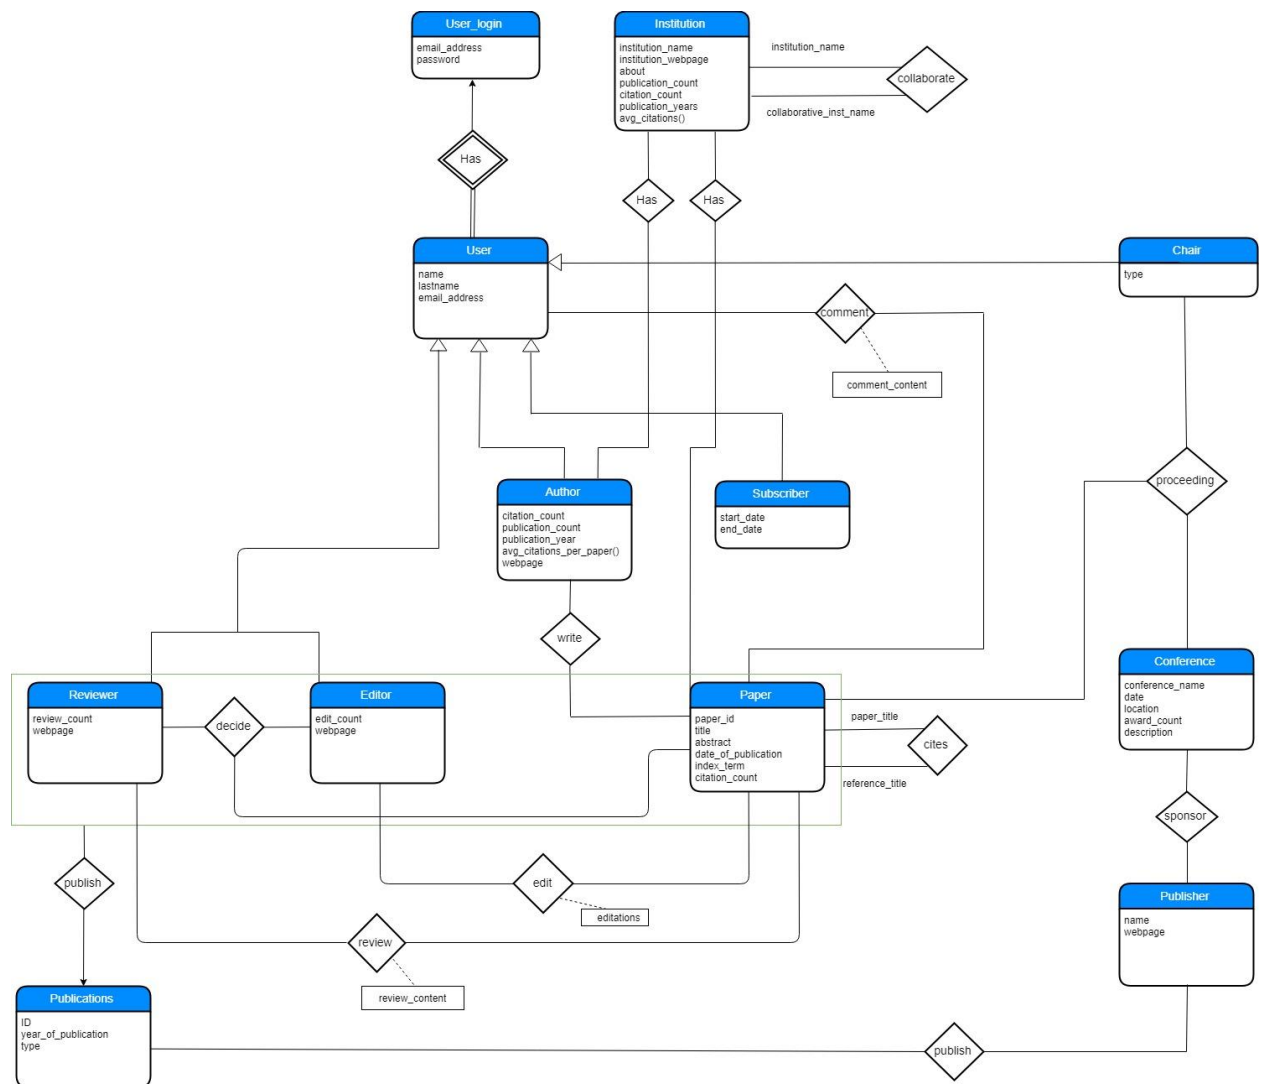 User_login
email_address
password
Institution
institution_name
institution_webpage
about
publication_count
citation_count
publication_years
avg_citations()
institution_name
collaborate
collaborative_inst_name
Has
Has
Has
User
name
lastname
email_address
Chair
type
comment
comment_content
Author
citation_count
publication_count
publication_year
avg_citations_per_paper()
webpage
Subscriber
start_date
end_date
proceeding
write
Reviewer
review_count
webpage
decide
Editor
edit_count
webpage
Paper
paper_id
title
abstract
date_of_publication
index_term
citation_count
paper_title
cites
reference_title
Conference
conference_name
date
location
award_count
description
sponsor
publish
edit
editations
review
review_content
Publisher
name
webpage
Publications
ID
year_of_publication
type
publish